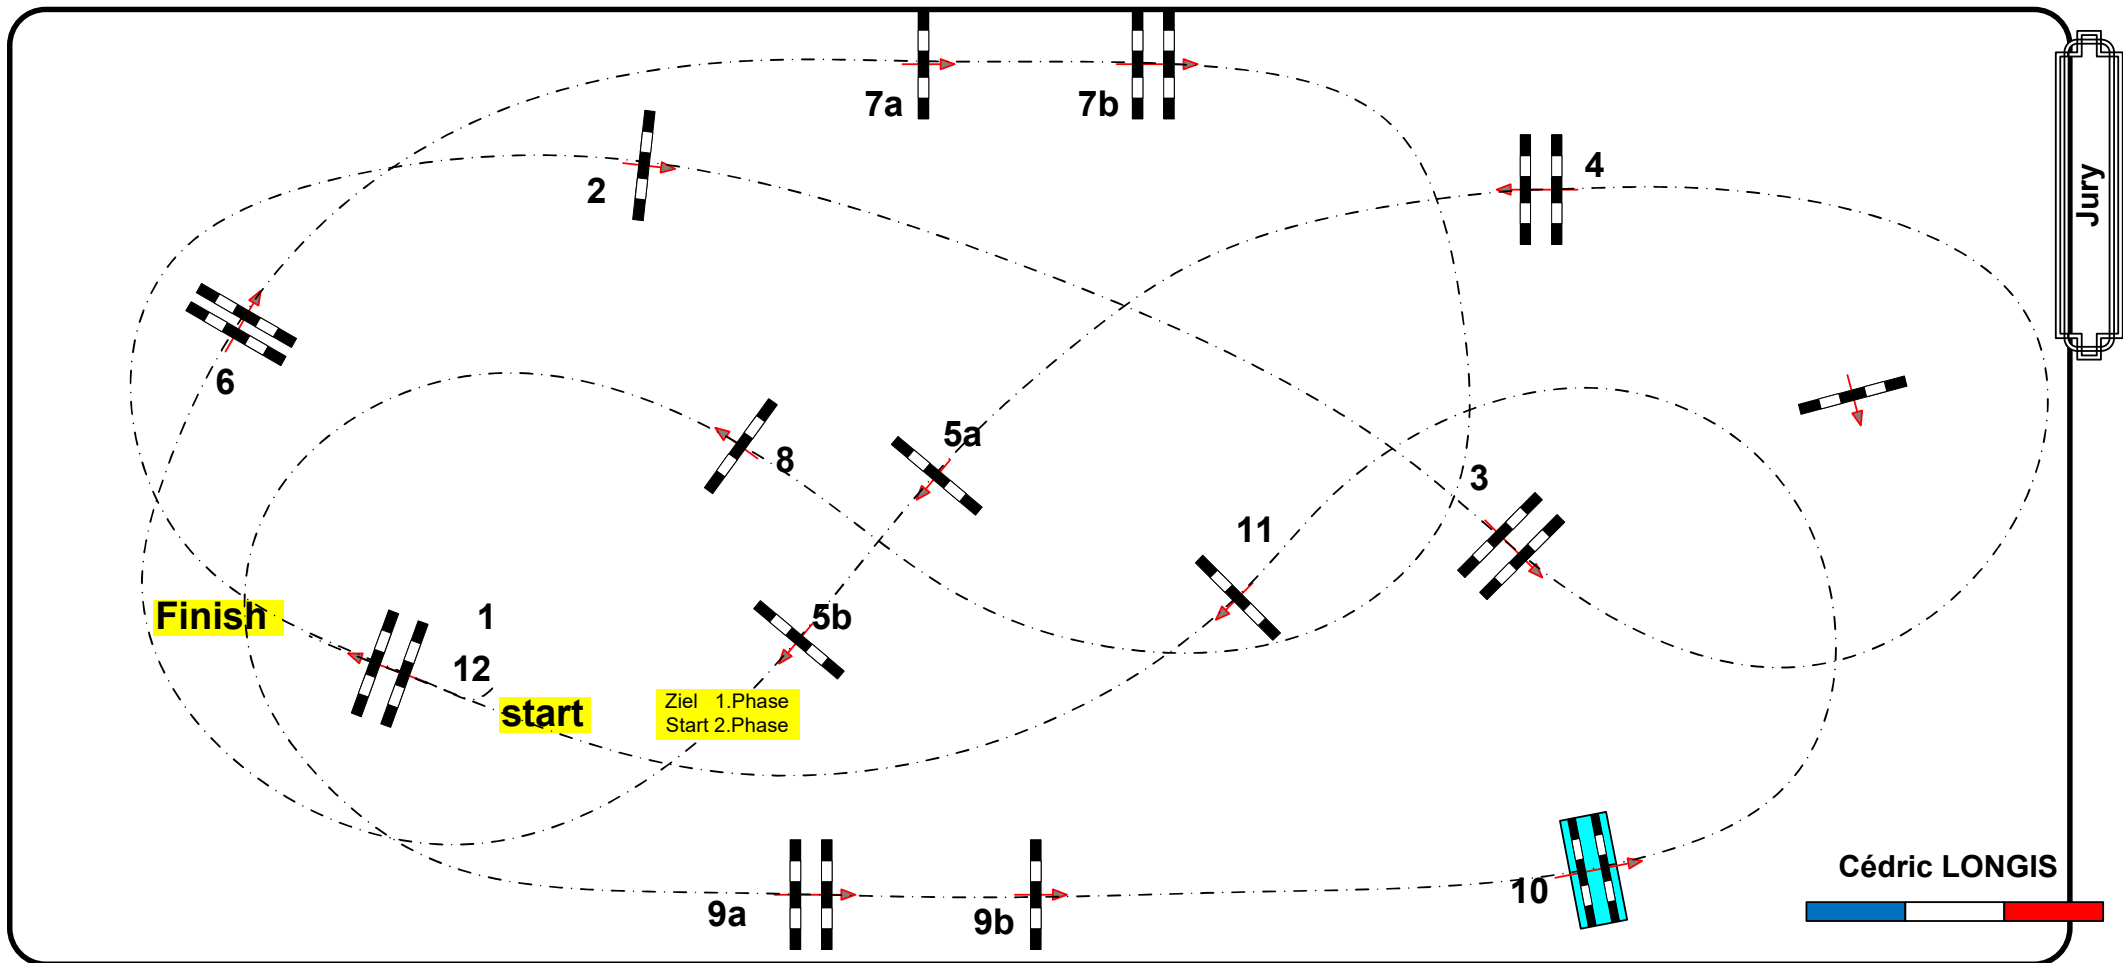 7a
7b
4
2
Jury
6
5a
8
3
11
Finish
1
5b
12
start
Ziel 1.Phase
Start 2.Phase
Cédric LONGIS
10
9a
9b